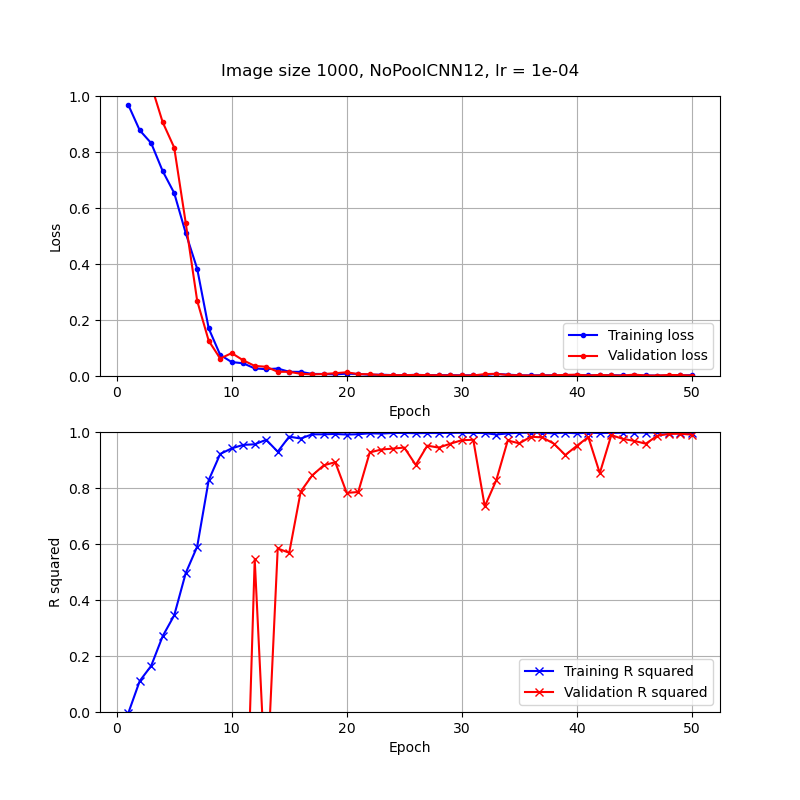 Image size 1000, NoPoolCNN12, lr = 1e-04
1.0
0.8
0.6
0.4
0.2
0.0
Loss
Training loss
Validation loss
0 10 20 30 40 50
Epoch
1.0
0.8
0.6
0.4
0.2
0.0
R squared
Training R squared
Validation R squared
0 10 20 30 40 50
Epoch